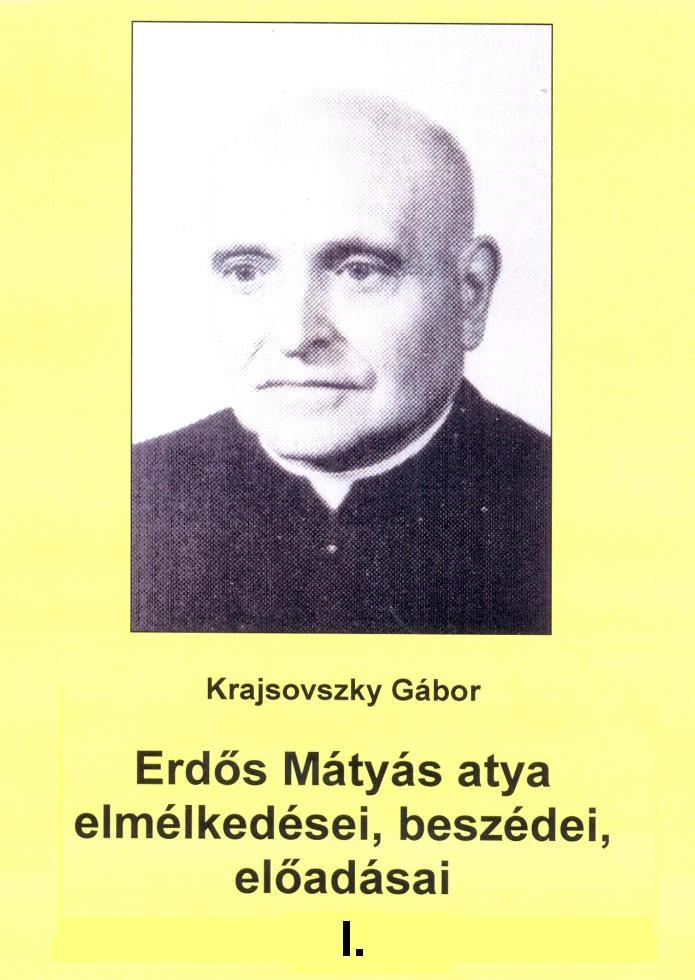 Krajsovszky Gábor
Erdős Mátyás atya
elmélkedései, beszédei,
előadásai
I.